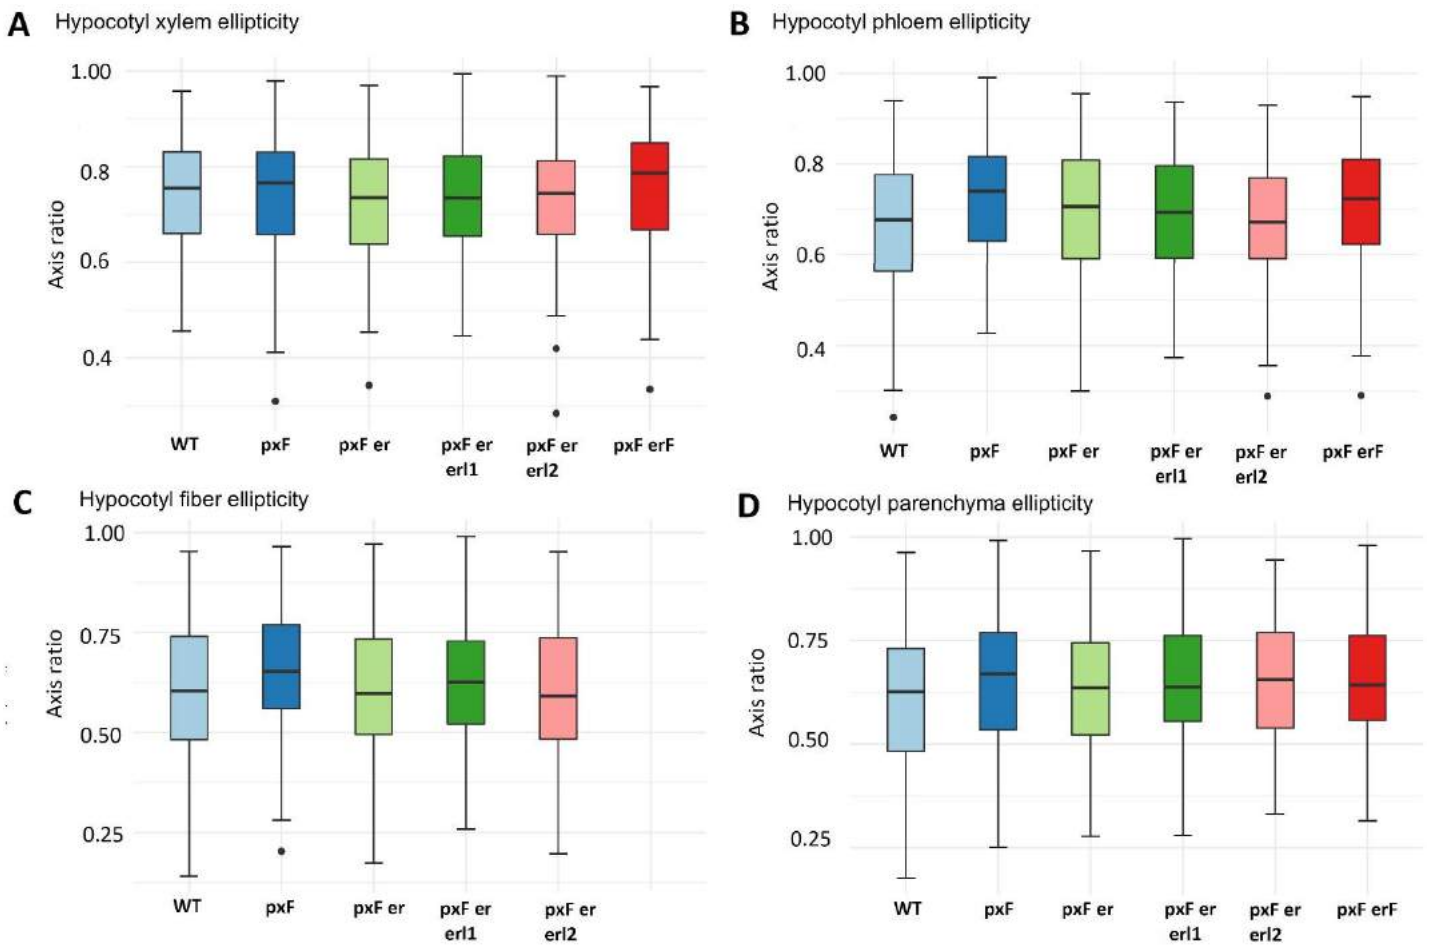 A Hypocotyl xylem ellipticity
1.00
0.8
0.6
0.4
Axis ratio
WT pxF pxF er pxF er pxF er pxF erF
erl1 erl2
B Hypocotyl phloem ellipticity
1.00
0.8
0.6
0.4
Axis ratio
WT pxF pxF er pxF er pxF er pxF erF
erl1 erl2
C Hypocotyl fiber ellipticity
1.00
0.75
0.50
0.25
Axis ratio
WT pxF pxF er pxF er pxF er
erl1 erl2
D Hypocotyl parenchyma ellipticity
1.00
0.75
0.50
0.25
Axis ratio
WT pxF pxF er pxF er pxF er pxF erF
erl1 erl2